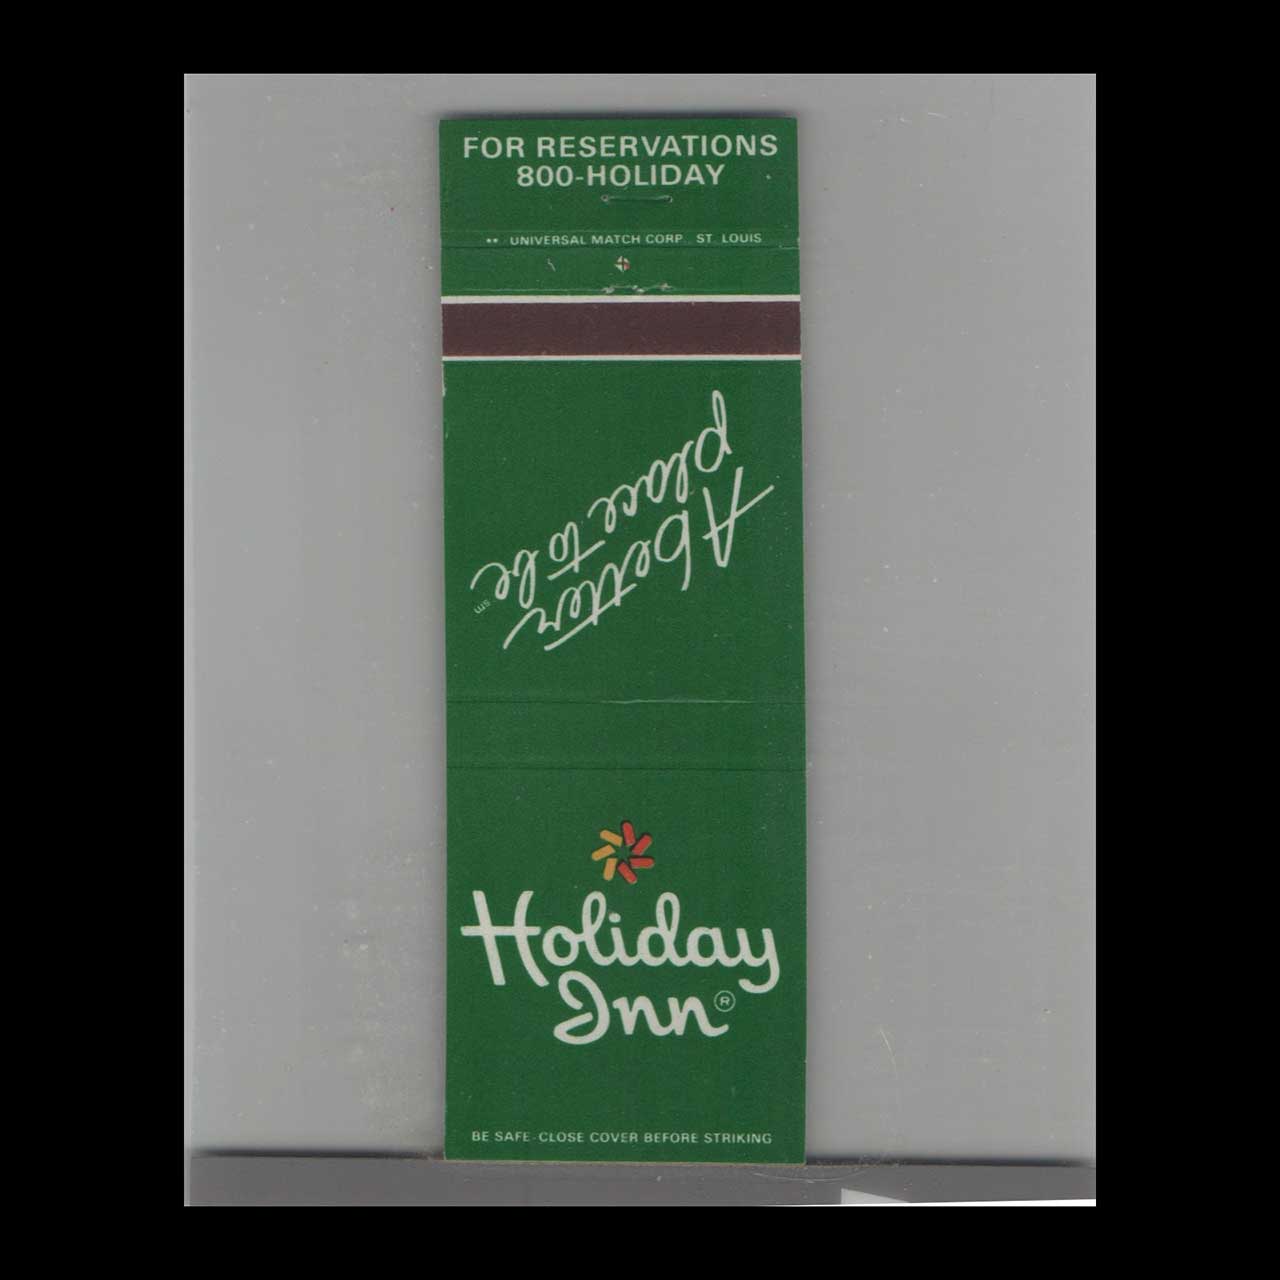 FOR RESERVATIONS
800-HOLIDAY
** UNIVERSAL MATCH CORP. ST. LOUIS
A better
place to be sm
Holiday
Inn®
BE SAFE-CLOSE COVER BEFORE STRIKING